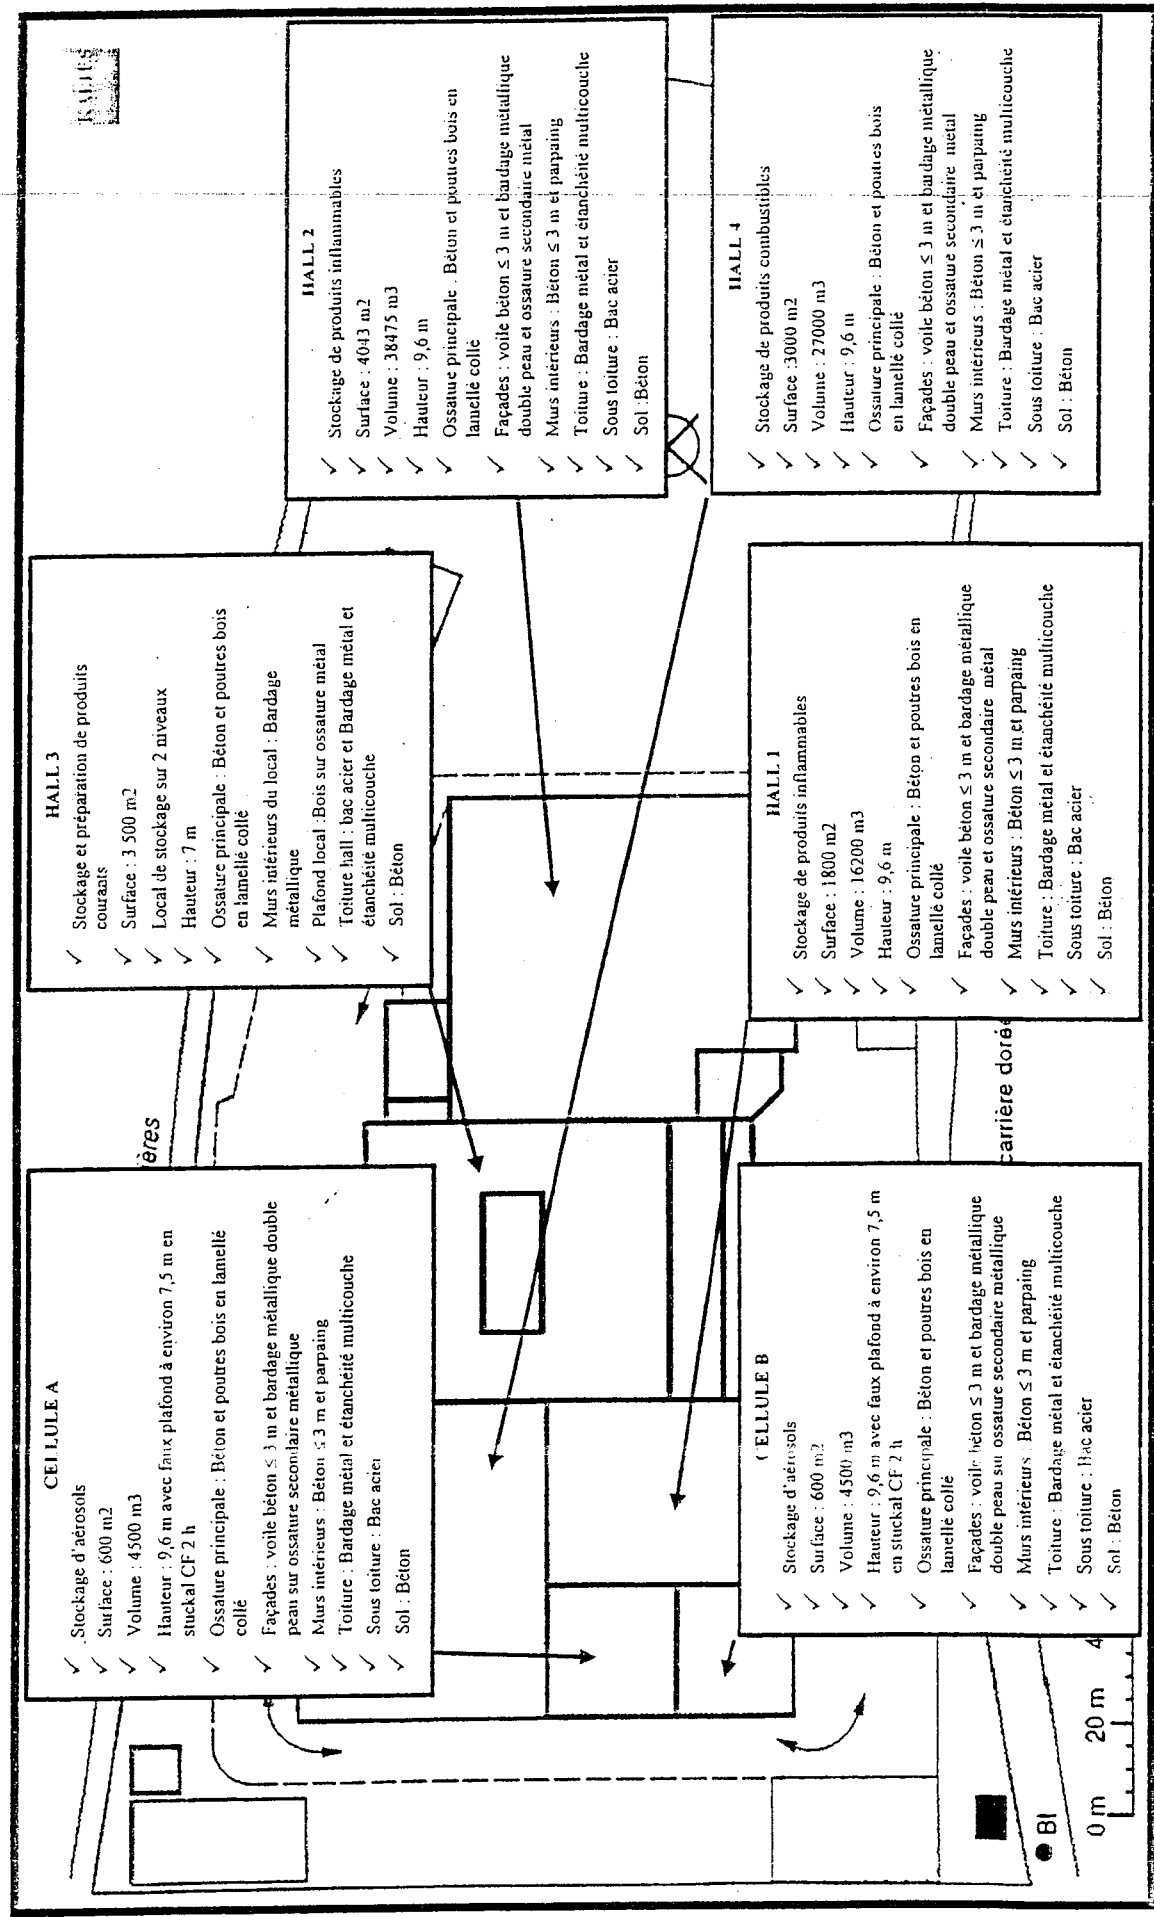 CELLULE A
✓ Stockage d'aérosols
✓ Surface : 600 m2
✓ Volume : 4500 m3
✓ Hauteur : 9,6 m avec faux plafond à environ 7,5 m en
stuckal CF 2 h
✓ Ossature principale : Béton et poutres bois en lamellé
collé
✓ Façades : voile béton ≤ 3 m et bardage métallique double
peau sur ossature secondaire métallique
✓ Murs intérieurs : Béton ≤ 3 m et parpaing
✓ Toiture : Bardage métal et étanchéité multicouche
✓ Sous toiture : Bac acier
✓ Sol : Béton
HALL 3
✓ Stockage et préparation de produits
courants
✓ Surface : 3 500 m2
✓ Local de stockage sur 2 niveaux
✓ Hauteur : 7 m
✓ Ossature principale : Béton et poutres bois
en lamellé collé
✓ Murs intérieurs du local : Bardage
métallique
✓ Plafond local :Bois sur ossature métal
✓ Toiture hall : bac acier et Bardage métal et
étanchéité multicouche
✓ Sol : Béton
HALL 2
✓ Stockage de produits inflammables
✓ Surface : 4043 m2
✓ Volume : 38475 m3
✓ Hauteur : 9,6 m
✓ Ossature principale : Béton et poutres bois en
lamellé collé
✓ Façades : voile béton ≤ 3 m et bardage métallique
double peau et ossature secondaire métal
✓ Murs intérieurs : Béton ≤ 3 m et parpaing
✓ Toiture : Bardage métal et étanchéité multicouche
✓ Sous toiture : Bac acier
✓ Sol :Béton
ères
CELLULE B
✓ Stockage d'aérosols
✓ Surface : 600 m2
✓ Volume : 4500 m3
✓ Hauteur : 9,6 m avec faux plafond à environ 7,5 m
en stuckal CF 2 h
✓ Ossature principale : Béton et poutres bois en
lamellé collé
✓ Façades : voile béton ≤ 3 m et bardage métallique
double peau sur ossature secondaire métallique
✓ Murs intérieurs : Béton ≤ 3 m et parpaing
✓ Toiture : Bardage métal et étanchéité multicouche
✓ Sous toiture : Bac acier
✓ Sol : Béton
HALL 1
✓ Stockage de produits inflammables
✓ Surface : 1800 m2
✓ Volume : 16200 m3
✓ Hauteur : 9,6 m
✓ Ossature principale : Béton et poutres bois en
lamellé collé
✓ Façades : voile béton ≤ 3 m et bardage métallique
double peau et ossature secondaire métal
✓ Murs intérieurs : Béton ≤ 3 m et parpaing
✓ Toiture : Bardage métal et étanchéité multicouche
✓ Sous toiture : Bac acier
✓ Sol : Béton
HALL 4
✓ Stockage de produits combustibles
✓ Surface :3000 m2
✓ Volume : 27000 m3
✓ Hauteur : 9,6 m
✓ Ossature principale : Béton et poutres bois
en lamellé collé
✓ Façades : voile béton ≤ 3 m et bardage métallique
double peau et ossature secondaire métal
✓ Murs intérieurs : Béton ≤ 3 m et parpaing
✓ Toiture : Bardage métal et étanchéité multicouche
✓ Sous toiture : Bac acier
✓ Sol : Béton
carrière doré
BI
0 m 20 m 4